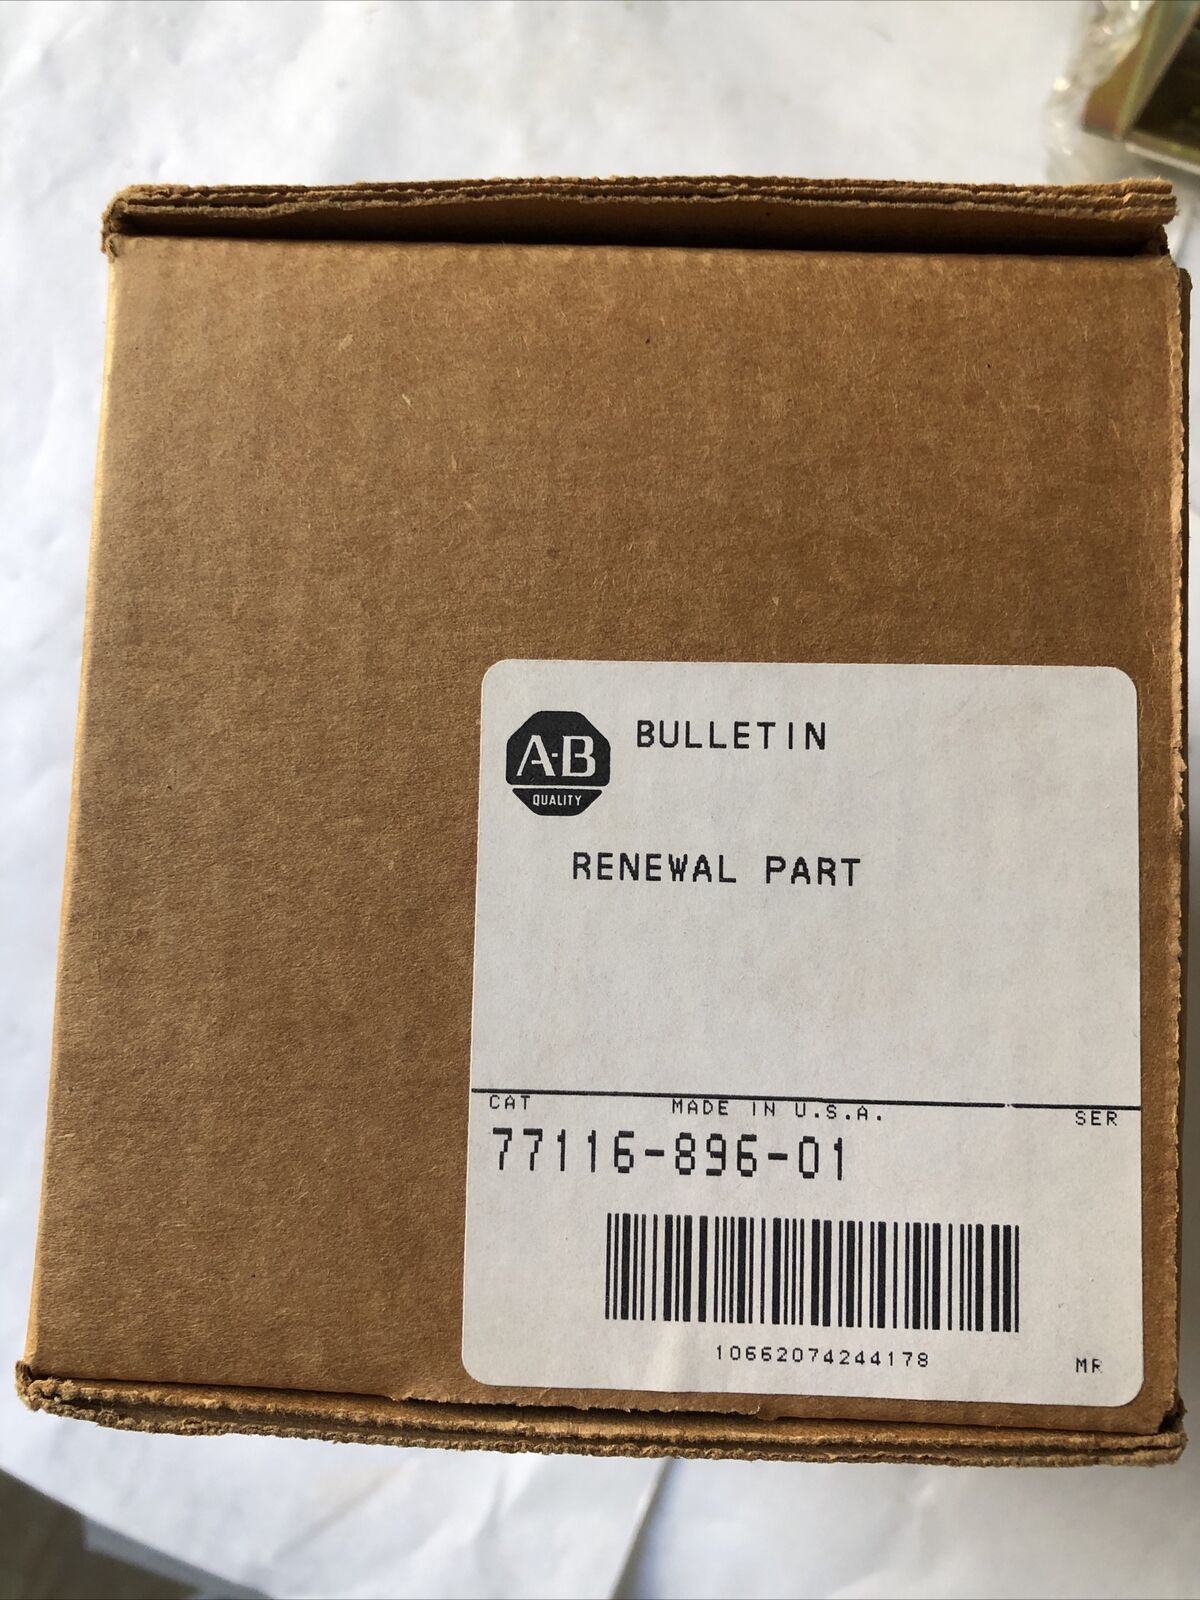 A-B
QUALITY
BULLETIN
RENEWAL PART
CAT MADE IN U.S.A. SER
77116-896-01
10662074244178 MR